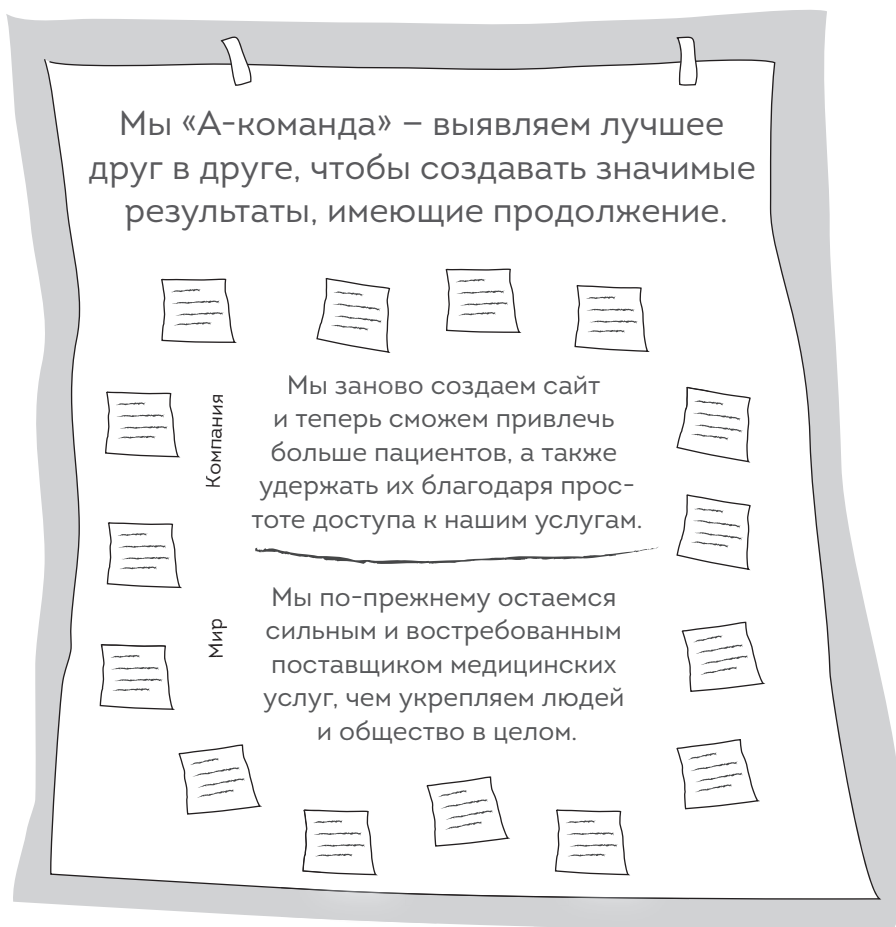 Мы «А-команда» – выявляем лучшее
друг в друге, чтобы создавать значимые
результаты, имеющие продолжение.
Компания
Мы заново создаем сайт
и теперь сможем привлечь
больше пациентов, а также
удержать их благодаря прос-
тоте доступа к нашим услугам.
Мир
Мы по-прежнему остаемся
сильным и востребованным
поставщиком медицинских
услуг, чем укрепляем людей
и общество в целом.